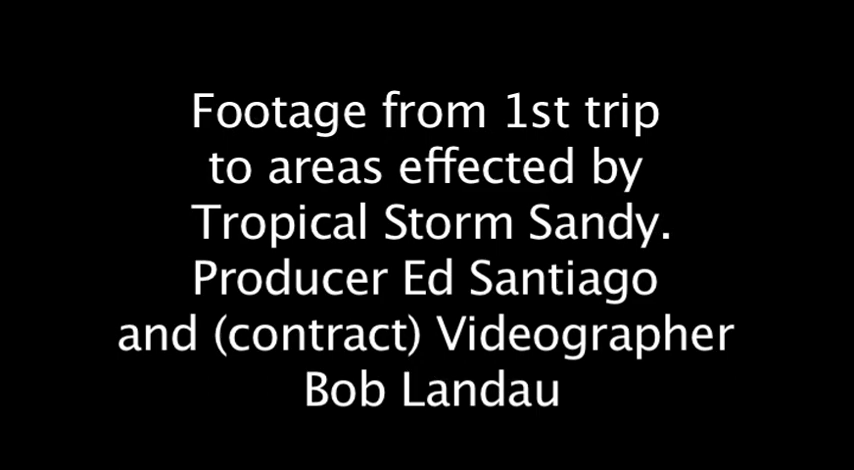 Footage from 1st trip
to areas effected by
Tropical Storm Sandy.
Producer Ed Santiago
and (contract) Videographer
Bob Landau